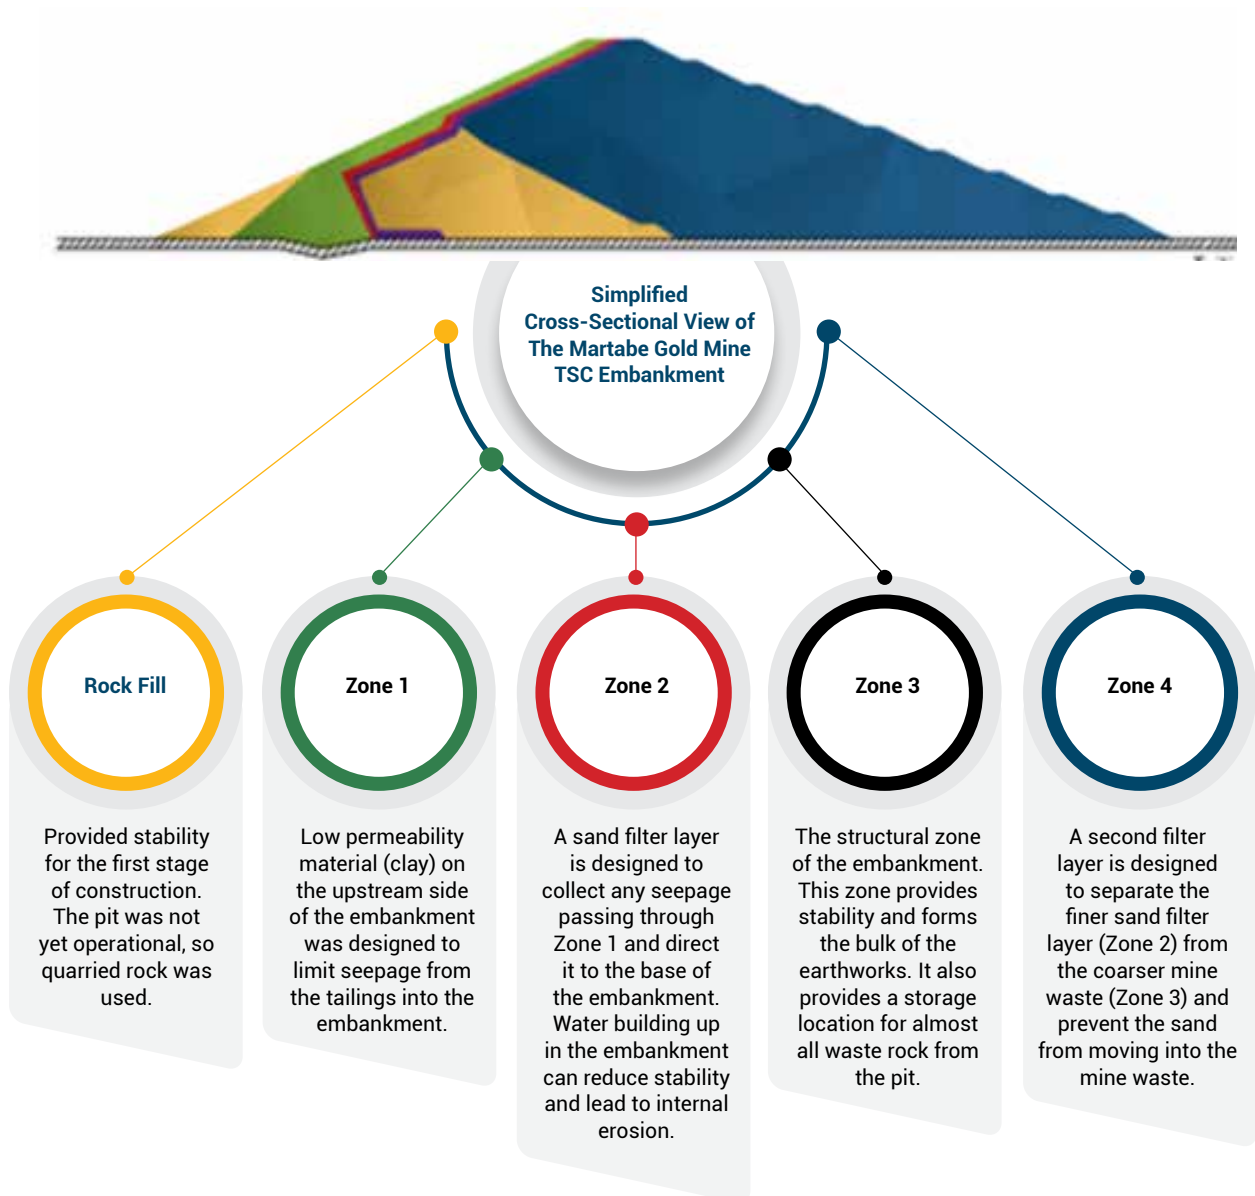 Simplified
Cross-Sectional View of
The Martabe Gold Mine
TSC Embankment
Rock Fill
Provided stability
for the first stage
of construction.
The pit was not
yet operational, so
quarried rock was
used.
Zone 1
Low permeability
material (clay) on
the upstream side
of the embankment
was designed to
limit seepage from
the tailings into the
embankment.
Zone 2
A sand filter layer
is designed to
collect any seepage
passing through
Zone 1 and direct
it to the base of
the embankment.
Water building up
in the embankment
can reduce stability
and lead to internal
erosion.
Zone 3
The structural zone
of the embankment.
This zone provides
stability and forms
the bulk of the
earthworks. It also
provides a storage
location for almost
all waste rock from
the pit.
Zone 4
A second filter
layer is designed
to separate the
finer sand filter
layer (Zone 2) from
the coarser mine
waste (Zone 3) and
prevent the sand
from moving into the
mine waste.